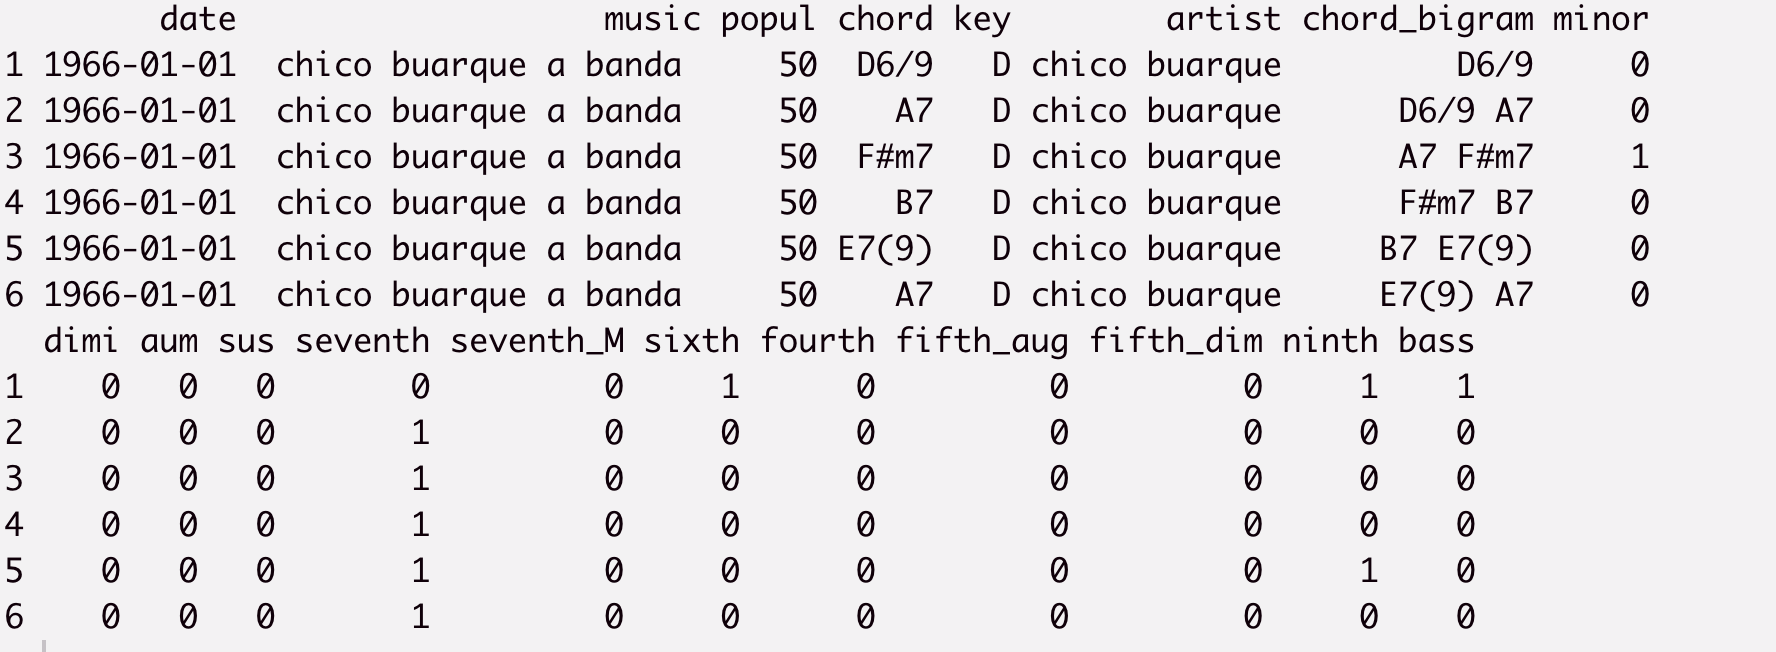 date music popul chord key artist chord_bigram minor
1 1966-01-01 chico buarque a banda 50 D6/9 D chico buarque D6/9 0
2 1966-01-01 chico buarque a banda 50 A7 D chico buarque D6/9 A7 0
3 1966-01-01 chico buarque a banda 50 F#m7 D chico buarque A7 F#m7 1
4 1966-01-01 chico buarque a banda 50 B7 D chico buarque F#m7 B7 0
5 1966-01-01 chico buarque a banda 50 E7(9) D chico buarque B7 E7(9) 0
6 1966-01-01 chico buarque a banda 50 A7 D chico buarque E7(9) A7 0
dimi aum sus seventh seventh_M sixth fourth fifth_aug fifth_dim ninth bass
1 0 0 0 0 0 1 0 0 0 1 1
2 0 0 0 1 0 0 0 0 0 0 0
3 0 0 0 1 0 0 0 0 0 0 0
4 0 0 0 1 0 0 0 0 0 0 0
5 0 0 0 1 0 0 0 0 0 1 0
6 0 0 0 1 0 0 0 0 0 0 0